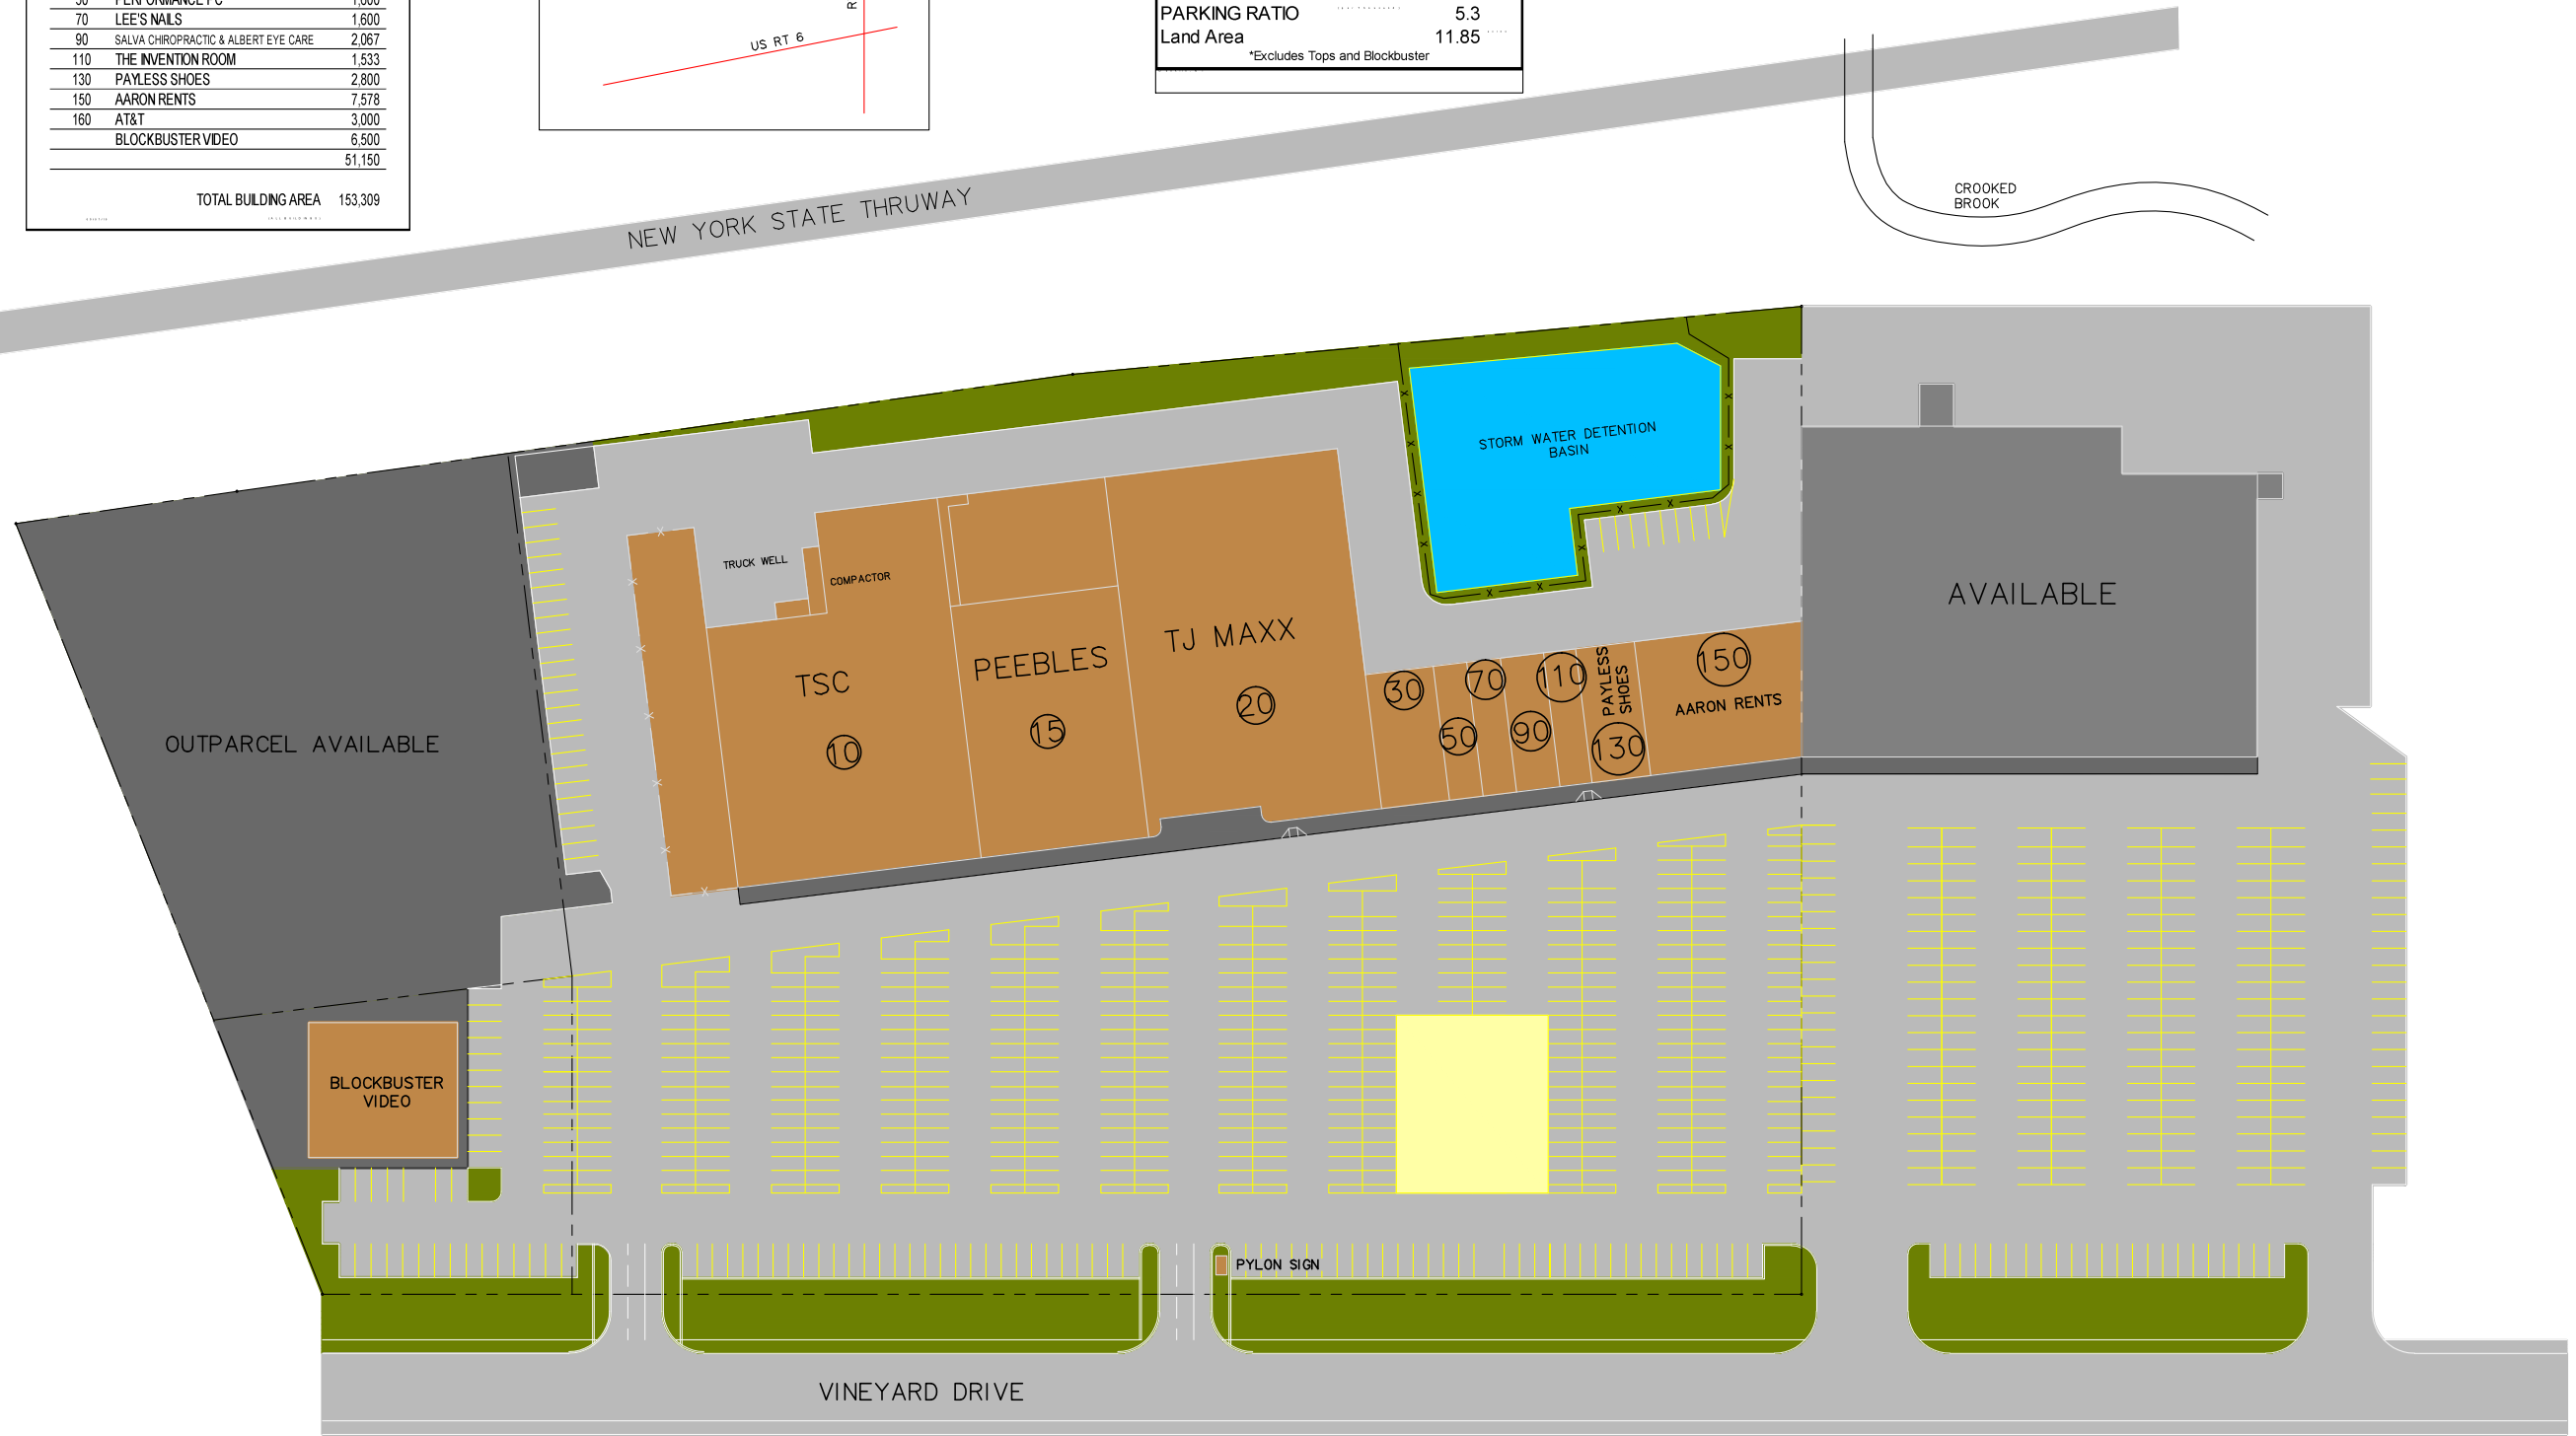 50 PERFORMANCE PC 1,600
70 LEE'S NAILS 1,600
90 SALVA CHIROPRACTIC & ALBERT EYE CARE 2,067
110 THE INVENTION ROOM 1,533
130 PAYLESS SHOES 2,800
150 AARON RENTS 7,578
160 AT&T 3,000
BLOCKBUSTER VIDEO 6,500
51,150
TOTAL BUILDING AREA 153,309
R
US RT 6
PARKING RATIO 5.3
Land Area 11.85
*Excludes Tops and Blockbuster
NEW YORK STATE THRUWAY
CROOKED
BROOK
STORM WATER DETENTION
BASIN
TRUCK WELL
COMPACTOR
AVAILABLE
TSC
10
PEEBLES
15
TJ MAXX
20
30
50
70
90
110
PAYLESS
SHOES
130
150
AARON RENTS
OUTPARCEL AVAILABLE
BLOCKBUSTER
VIDEO
PYLON SIGN
VINEYARD DRIVE